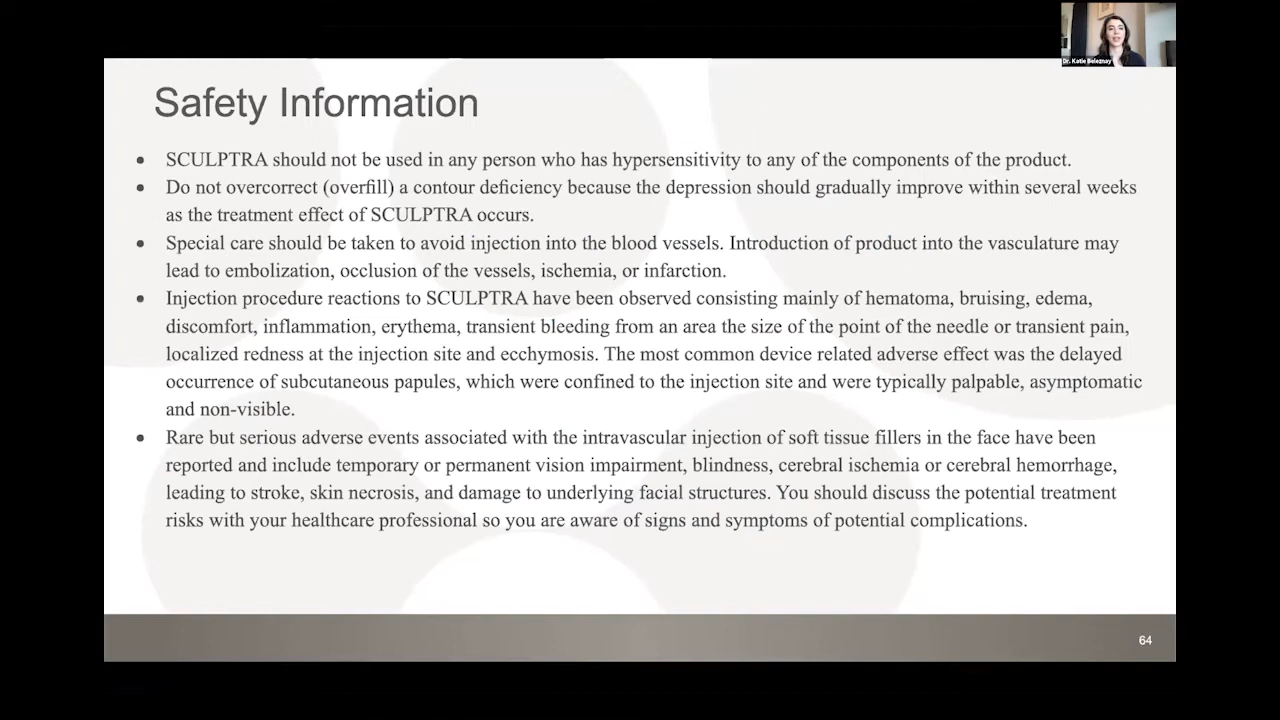 Dr. Katie Beleznay
Safety Information
• SCULPTRA should not be used in any person who has hypersensitivity to any of the components of the product.
• Do not overcorrect (overfill) a contour deficiency because the depression should gradually improve within several weeks
as the treatment effect of SCULPTRA occurs.
• Special care should be taken to avoid injection into the blood vessels. Introduction of product into the vasculature may
lead to embolization, occlusion of the vessels, ischemia, or infarction.
• Injection procedure reactions to SCULPTRA have been observed consisting mainly of hematoma, bruising, edema,
discomfort, inflammation, erythema, transient bleeding from an area the size of the point of the needle or transient pain,
localized redness at the injection site and ecchymosis. The most common device related adverse effect was the delayed
occurrence of subcutaneous papules, which were confined to the injection site and were typically palpable, asymptomatic
and non-visible.
• Rare but serious adverse events associated with the intravascular injection of soft tissue fillers in the face have been
reported and include temporary or permanent vision impairment, blindness, cerebral ischemia or cerebral hemorrhage,
leading to stroke, skin necrosis, and damage to underlying facial structures. You should discuss the potential treatment
risks with your healthcare professional so you are aware of signs and symptoms of potential complications.
64